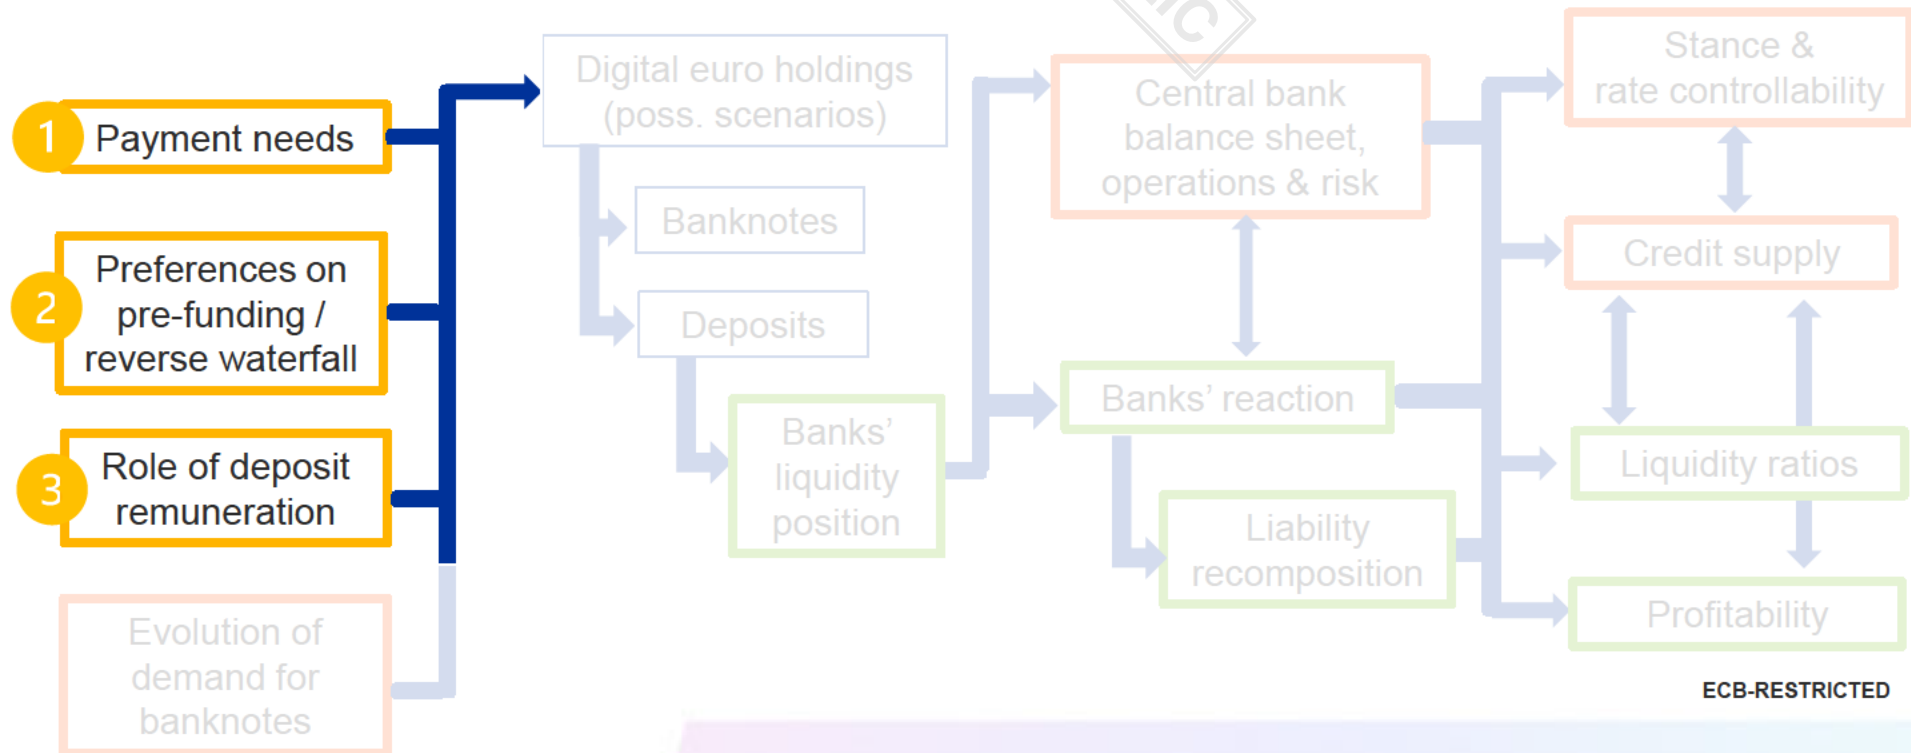 1
Payment needs
2
Preferences on
pre-funding /
reverse waterfall
3
Role of deposit
remuneration
Evolution of
demand for
banknotes
Digital euro holdings
(poss. scenarios)
Banknotes
Deposits
Banks’
liquidity
position
Central bank
balance sheet,
operations & risk
Banks’ reaction
Liability
recomposition
Stance &
rate controllability
Credit supply
Liquidity ratios
Profitability
ECB-RESTRICTED